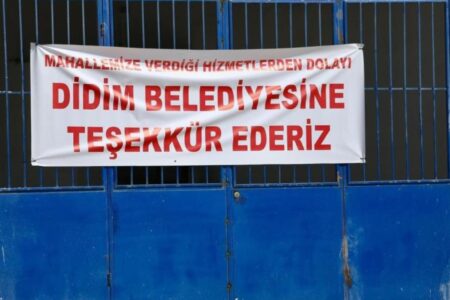 MAHALLEMİZE VERDİĞİ HİZMETLERDEN DOLAYI
DİDİM BELEDİYESİNE
TEŞEKKÜR EDERİZ